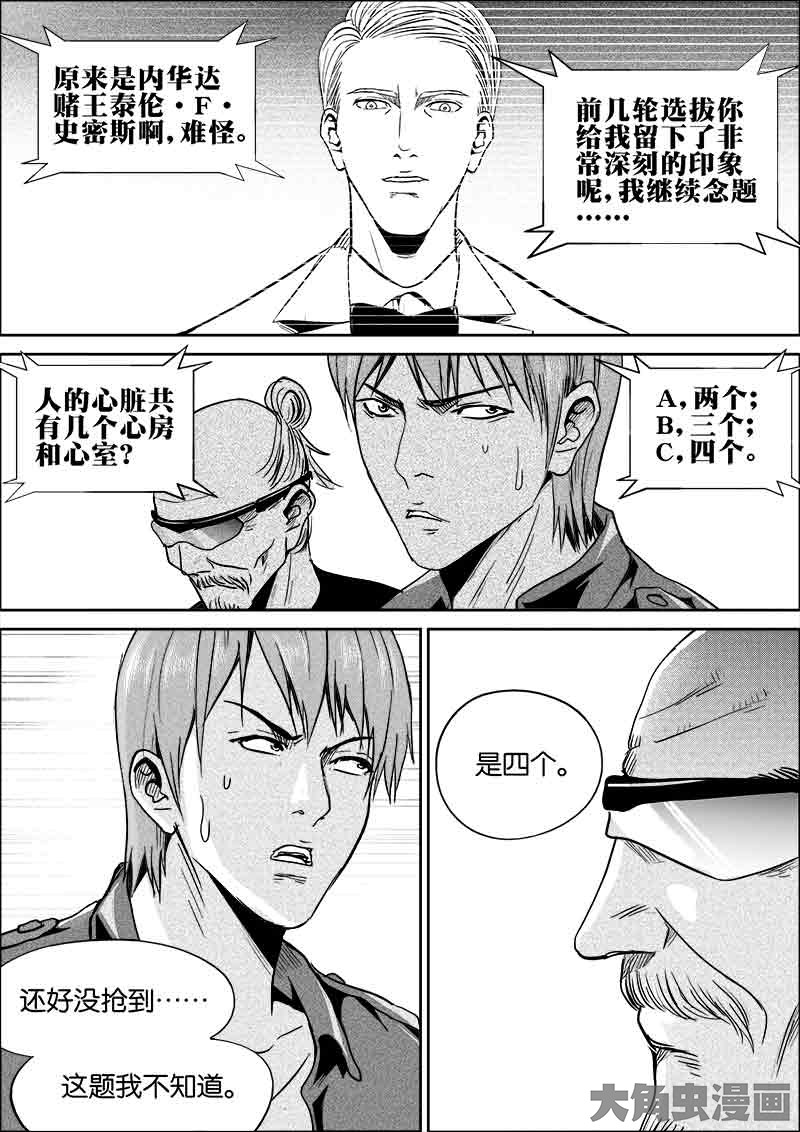 原来是内华达
赌王泰伦·F·
史密斯啊,难怪。
前几轮选拔你
给我留下了非
常深刻的印象
呢,我继续念题
……
人的心脏共
有几个心房
和心室?
A,两个;
B,三个;
C,四个。
还好没抢到……
这题我不知道。
是四个。
大角虫漫画